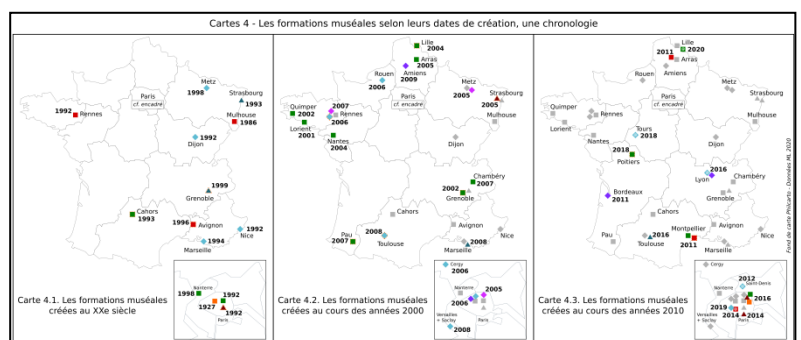 Cartes 4 - Les formations muséales selon leurs dates de création, une chronologie
Metz
1998
Strasbourg
1993
Paris
cf. encadré
1992
Rennes
Mulhouse
1986
1992
Dijon
1999
Grenoble
Cahors
1993
1996
Avignon
1992
Nice
1994
Marseille
Nanterre
1998
1992
1927
1992
Paris
Carte 4.1. Les formations muséales
créées au XXe siècle
Lille
2004
Arras
2005
Amiens
2009
Rouen
2006
Metz
2005
Strasbourg
2005
Paris
cf. encadré
Quimper
2002
2007
Rennes
2006
Lorient
2001
Nantes
2004
Mulhouse
Dijon
Chambéry
2007
2002
Grenoble
Cahors
Avignon
Nice
Pau
2007
2008
Toulouse
2008
Marseille
Cergy
2006
Nanterre
2005
2006
Versailles
+ Saclay
Paris
2008
Carte 4.2. Les formations muséales
créées au cours des années 2000
Lille
2020
2011
Arras
Amiens
Rouen
Metz
Strasbourg
Paris
cf. encadré
Quimper
Rennes
Lorient
Nantes
Mulhouse
Tours
2018
Dijon
2018
Poitiers
2016
Lyon
Chambéry
Grenoble
Bordeaux
2011
Cahors
Avignon
Nice
Pau
2016
Toulouse
Montpellier
2011
Marseille
Cergy
2012
Saint-Denis
Nanterre
2016
2019
2014
2014
Versailles
+ Saclay
Paris
Carte 4.3. Les formations muséales
créées au cours des années 2010
Fond de carte Philcarto - Données ML 2020